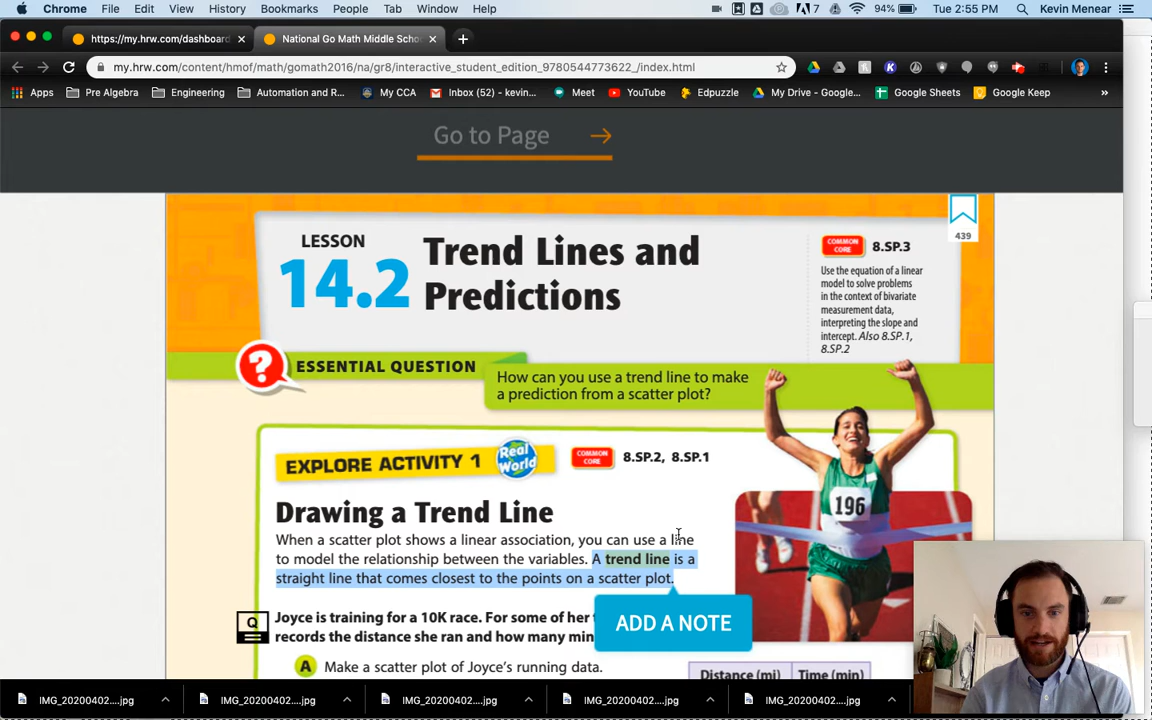 Chrome File Edit View History Bookmarks People Tab Window Help 7 94% Tue 2:55 PM Kevin Menear
https://my.hrw.com/dashboard × National Go Math Middle Scho × +
my.hrw.com/content/hmof/math/gomath2016/na/gr8/interactive_student_edition_9780544773622_/index.html
Apps Pre Algebra Engineering Automation and R... My CCA Inbox (52) - kevin... Meet YouTube Edpuzzle My Drive - Google... Google Sheets Google Keep »
Go to Page →
439
LESSON
14.2
Trend Lines and
Predictions
COMMON
CORE
8.SP.3
Use the equation of a linear
model to solve problems
in the context of bivariate
measurement data,
interpreting the slope and
intercept. Also 8.SP.1,
8.SP.2
? ESSENTIAL QUESTION
How can you use a trend line to make
a prediction from a scatter plot?
EXPLORE ACTIVITY 1 Real World COMMON CORE 8.SP.2, 8.SP.1
196
Drawing a Trend Line
When a scatter plot shows a linear association, you can use a line
to model the relationship between the variables. A trend line is a
straight line that comes closest to the points on a scatter plot.
ADD A NOTE
Q Joyce is training for a 10K race. For some of her
records the distance she ran and how many min
A Make a scatter plot of Joyce's running data.
Distance (mi) Time (min)
IMG_20200402....jpg IMG_20200402....jpg IMG_20200402....jpg IMG_20200402....jpg IMG_20200402....jpg